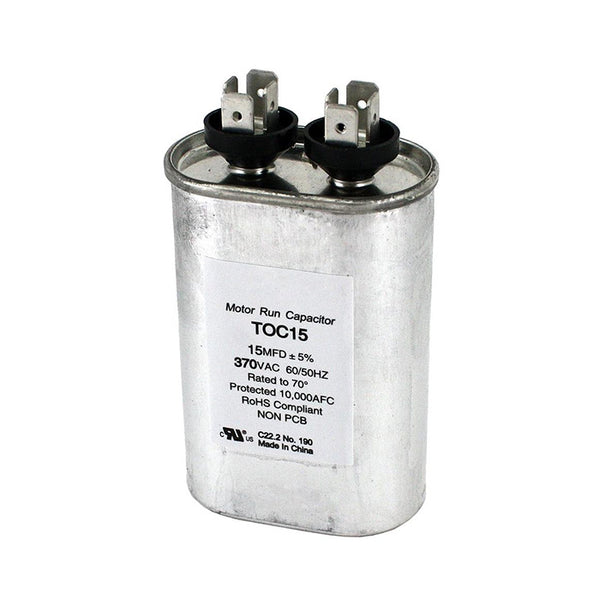 Motor Run Capacitor
TOC15
15MFD ± 5%
370VAC 60/50HZ
Rated to 70°
Protected 10,000AFC
RoHS Compliant
NON PCB
c RU us C22.2 No. 190
Made In China